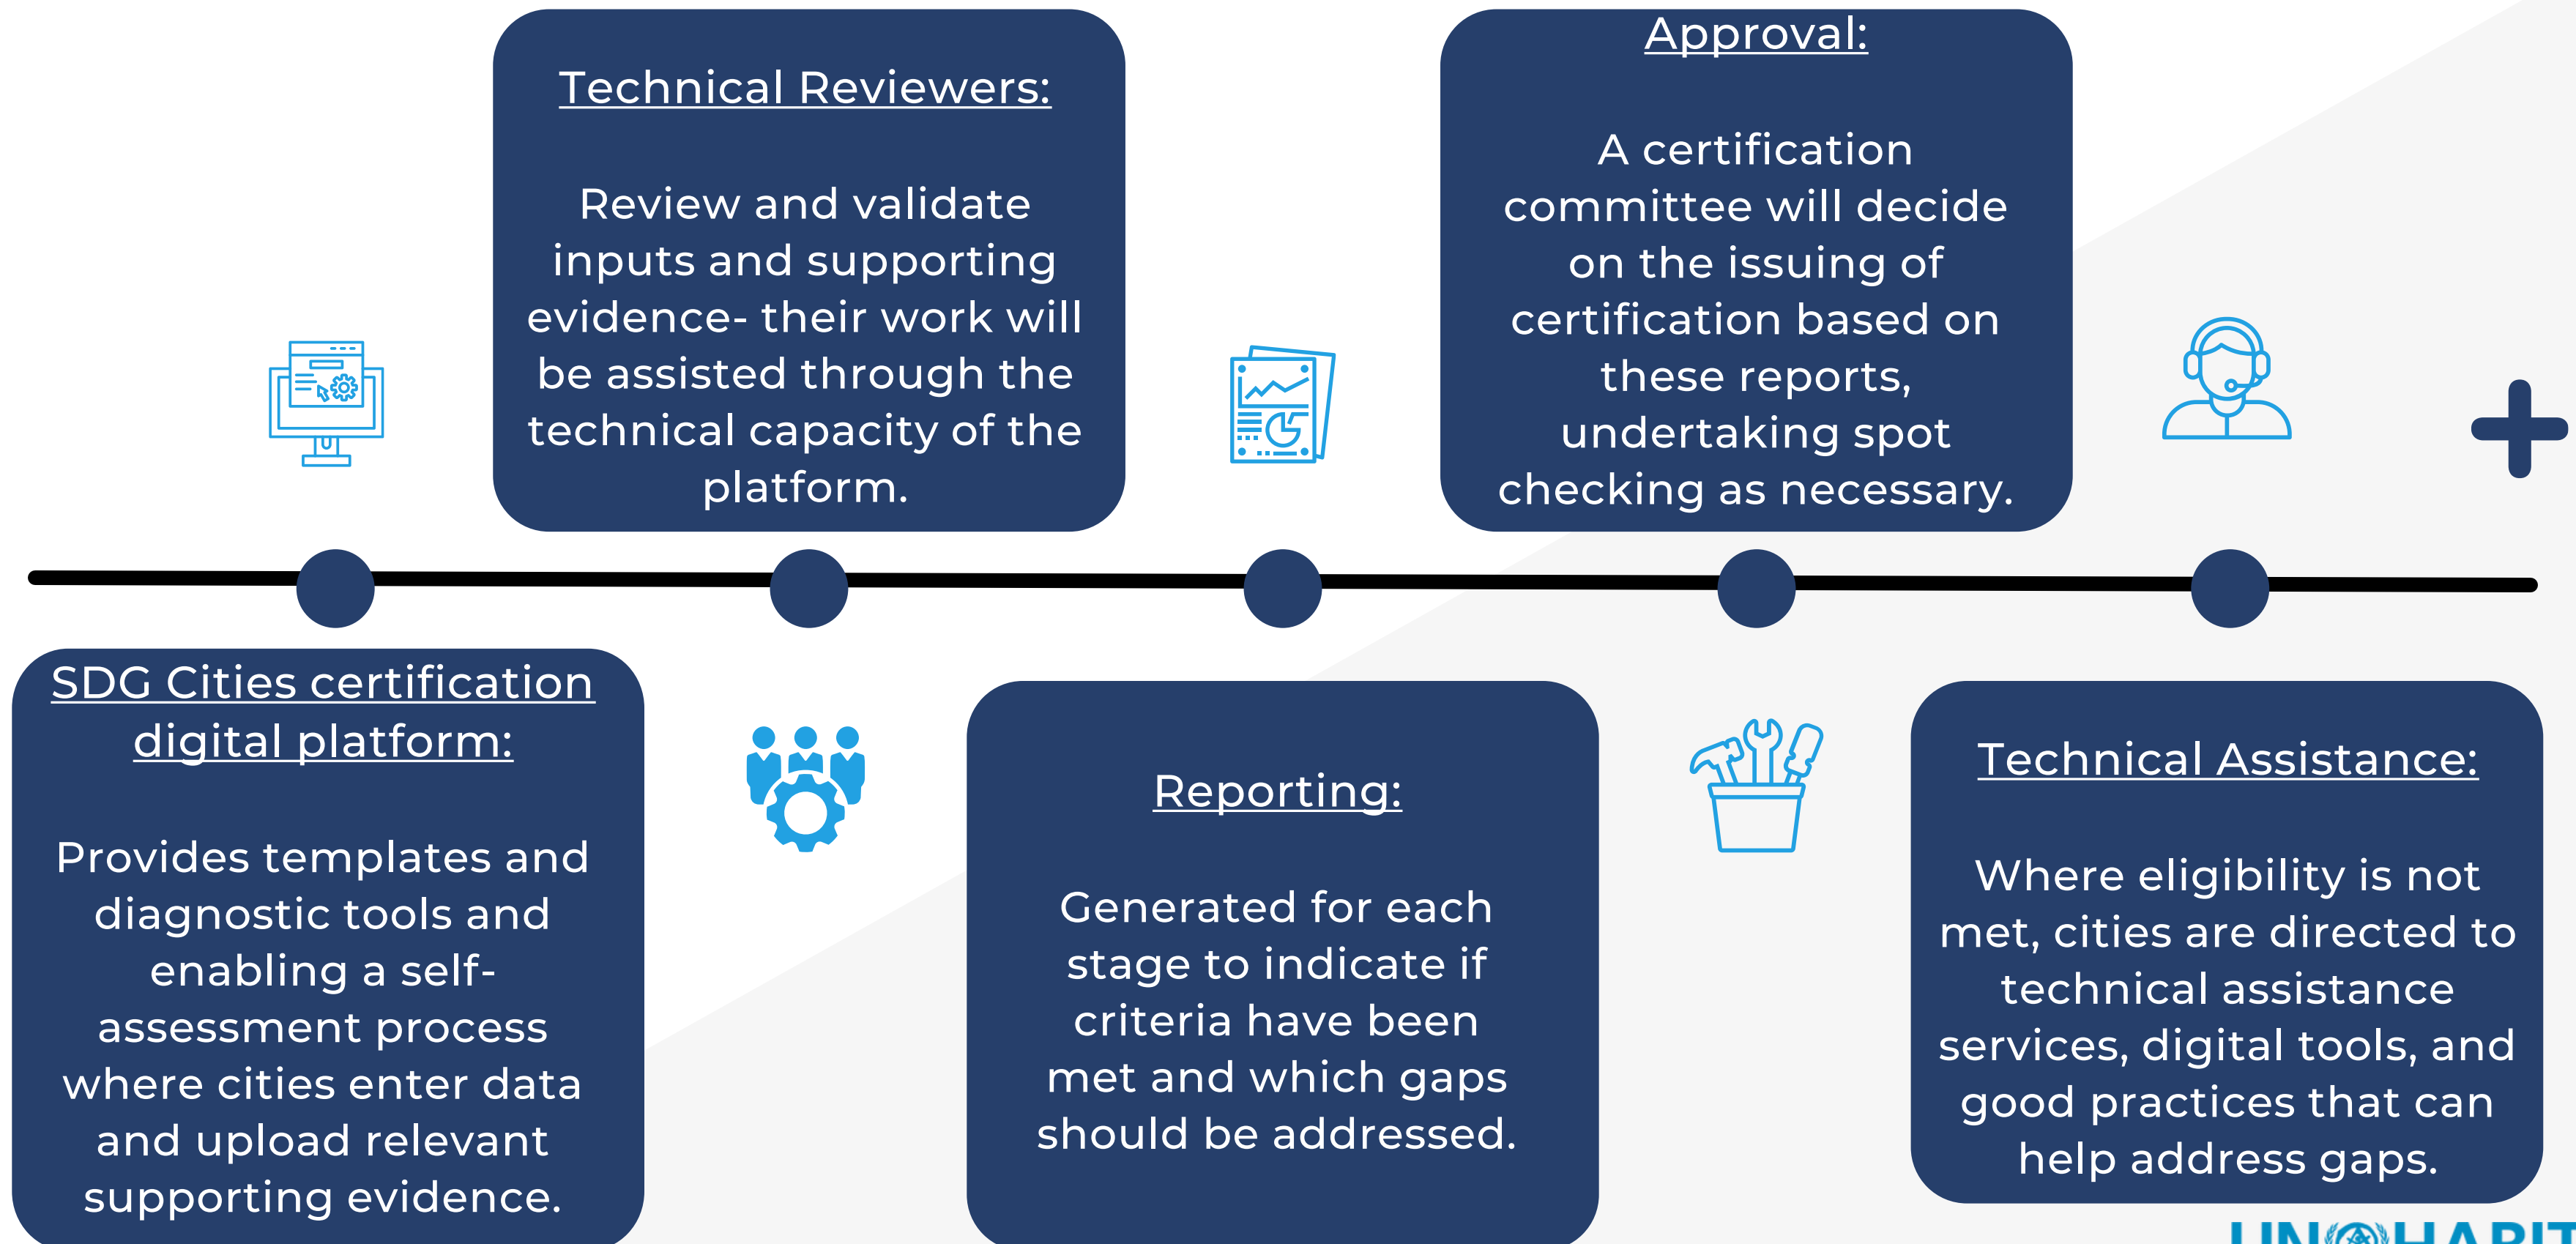 Technical Reviewers:
Review and validate
inputs and supporting
evidence- their work will
be assisted through the
technical capacity of the
platform.
Approval:
A certification
committee will decide
on the issuing of
certification based on
these reports,
undertaking spot
checking as necessary.
SDG Cities certification
digital platform:
Provides templates and
diagnostic tools and
enabling a self-
assessment process
where cities enter data
and upload relevant
supporting evidence.
Reporting:
Generated for each
stage to indicate if
criteria have been
met and which gaps
should be addressed.
Technical Assistance:
Where eligibility is not
met, cities are directed to
technical assistance
services, digital tools, and
good practices that can
help address gaps.
UN HABIT